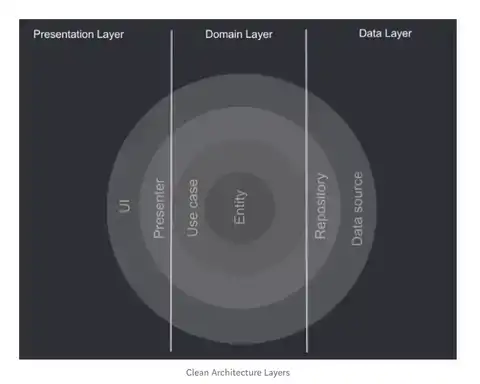 Presentation Layer
Domain Layer
Data Layer
UI
Presenter
Use case
Entity
Repository
Data source
Clean Architecture Layers